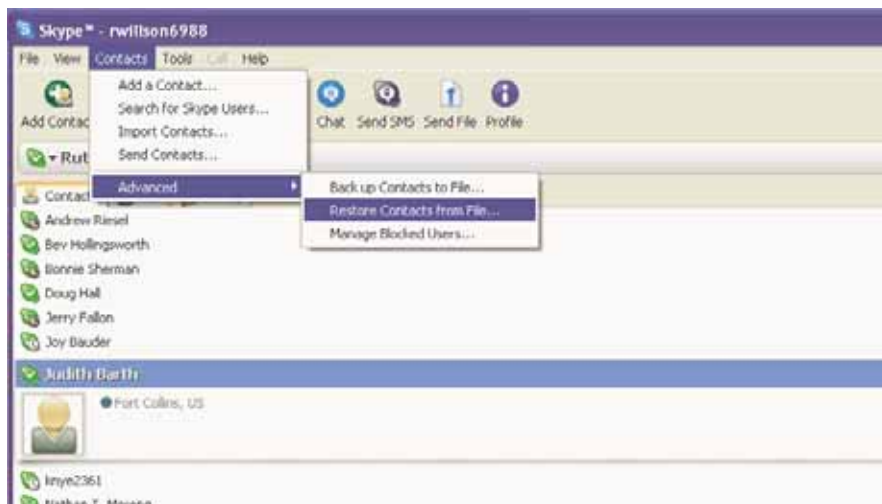 Skype™ - rwillson6988
File View Contacts Tools Call Help
Add a Contact...
Search for Skype Users...
Import Contacts...
Send Contacts...
Advanced
Back up Contacts to File...
Restore Contacts from File...
Manage Blocked Users...
Add Contac
Chat Send SMS Send File Profile
Rut
Contact
Andrew Riesel
Bev Hollingsworth
Bonnie Sherman
Doug Hall
Jerry Fallon
Joy Bauder
Judith Barth
Fort Collins, US
knye2361
Nathan T.